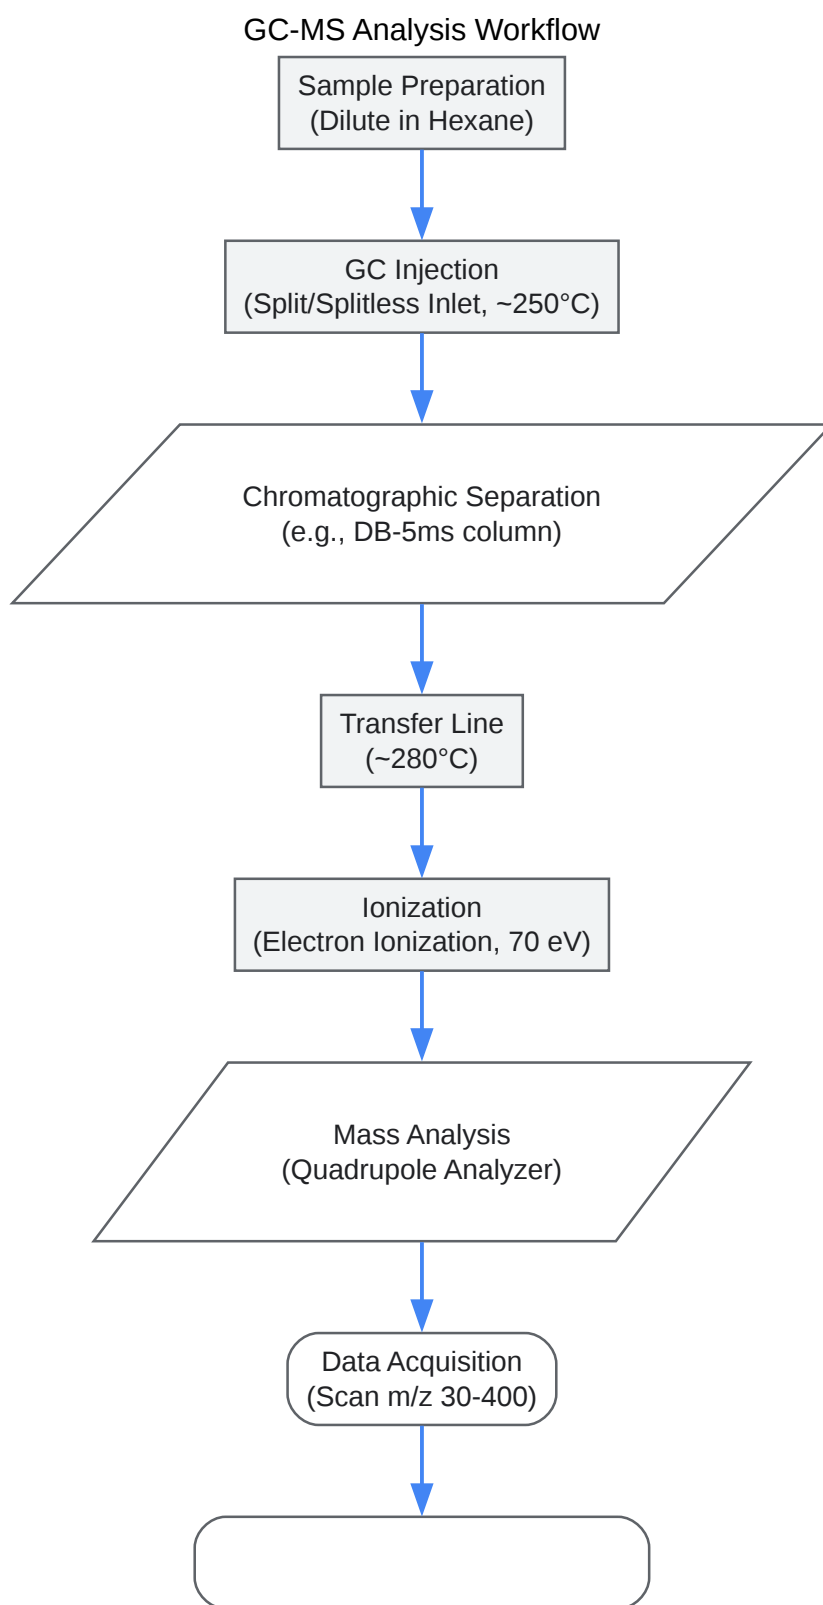 GC-MS Analysis Workflow
Sample Preparation
(Dilute in Hexane)
GC Injection
(Split/Splitless Inlet, ~250°C)
Chromatographic Separation
(e.g., DB-5ms column)
Transfer Line
(~280°C)
Ionization
(Electron Ionization, 70 eV)
Mass Analysis
(Quadrupole Analyzer)
Data Acquisition
(Scan m/z 30-400)